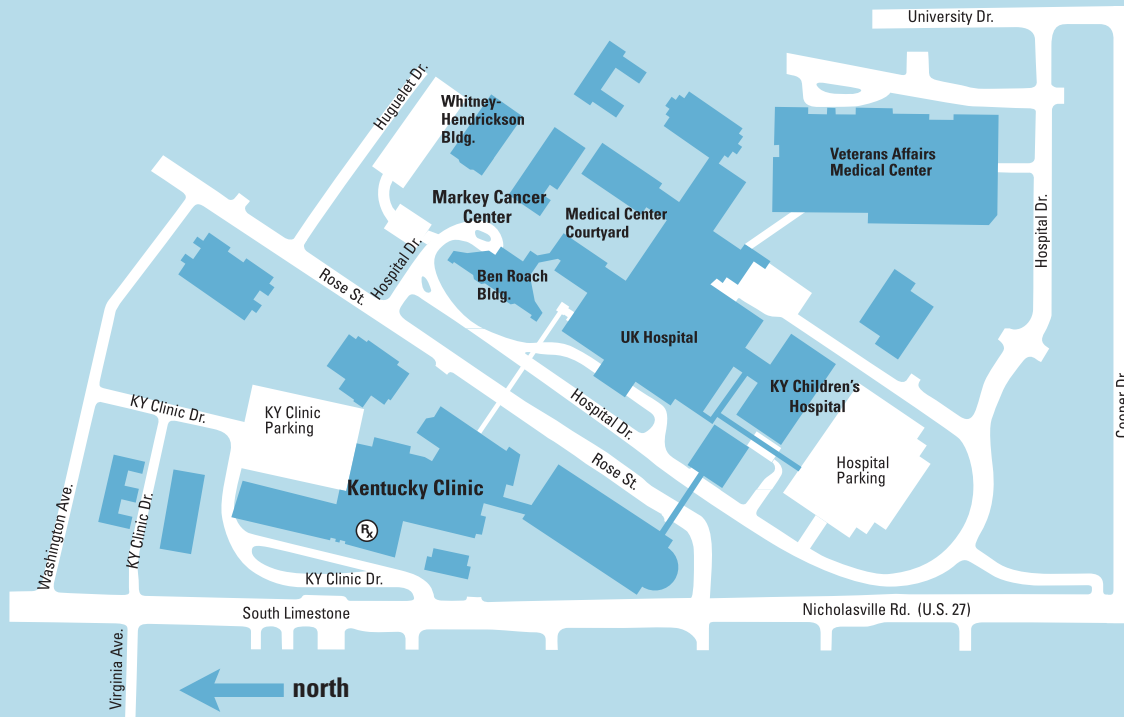 University Dr.
Huguelet Dr.
Whitney-
Hendrickson
Bldg.
Veterans Affairs
Medical Center
Markey Cancer
Center
Medical Center
Courtyard
Hospital Dr.
Hospital Dr.
Rose St.
Ben Roach
Bldg.
UK Hospital
KY Children's
Hospital
Cooper Dr.
KY Clinic Dr.
KY Clinic
Parking
Hospital Dr.
Rose St.
Hospital
Parking
Kentucky Clinic
Rx
Washington Ave.
KY Clinic Dr.
KY Clinic Dr.
South Limestone
Nicholasville Rd. (U.S. 27)
Virginia Ave.
north